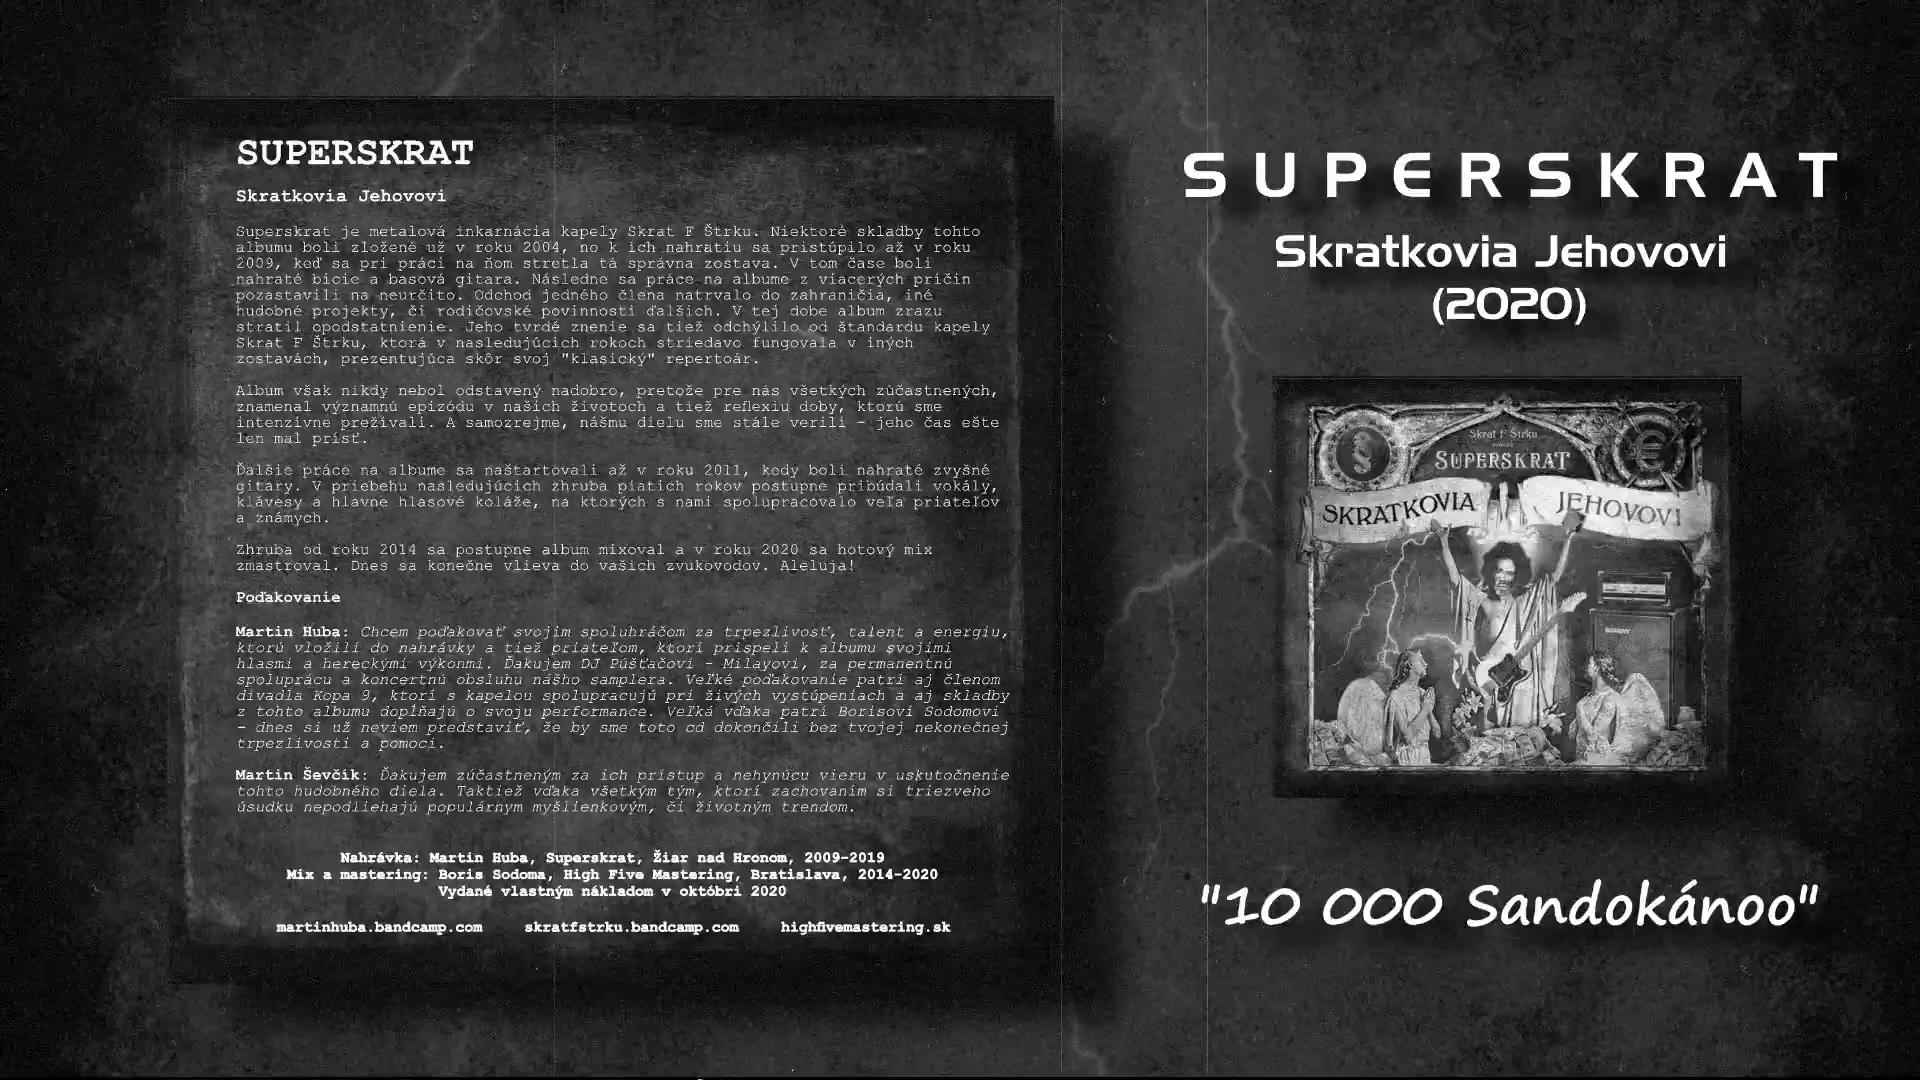 SUPERSKRAT
Skratkovia Jehovovi
Superskrat je metalová inkarnácia kapely Skrat F Štrku. Niektoré skladby tohto
albumu boli zložené už v roku 2004, no k ich nahratiu sa pristúpilo až v roku
2009, keď sa pri práci na ňom stretla tá správna zostava. V tom čase boli
nahraté bicie a basová gitara. Následne sa práce na albume z viacerých príčin
pozastavili na neurčito. Odchod jedného člena natrvalo do zahraničia, iné
hudobné projekty, či rodičovské povinnosti ďalších. V tej dobe album zrazu
stratil opodstatnienie. Jeho tvrdé znenie sa tiež odchýlilo od štandardu kapely
Skrat F Štrku, ktorá v nasledujúcich rokoch striedavo fungovala v iných
zostavách, prezentujúca skôr svoj "klasický" repertoár.
Album však nikdy nebol odstavený nadobro, pretože pre nás všetkých zúčastnených,
znamenal významnú epizódu v našich životoch a tiež reflexiu doby, ktorú sme
intenzívne prežívali. A samozrejme, nášmu dielu sme stále verili - jeho čas ešte
len mal prísť.
Ďalšie práce na albume sa naštartovali až v roku 2011, kedy boli nahraté zvyšné
gitary. V priebehu nasledujúcich zhruba piatich rokov postupne pribúdali vokály,
klávesy a hlavne hlasové koláže, na ktorých s nami spolupracovalo veľa priateľov
a známych.
Zhruba od roku 2014 sa postupne album mixoval a v roku 2020 sa hotový mix
zmastroval. Dnes sa konečne vlieva do vašich zvukovodov. Aleluja!
Poďakovanie
Martin Huba: Chcem poďakovať svojim spoluhráčom za trpezlivosť, talent a energiu,
ktorú vložili do nahrávky a tiež priateľom, ktorí prispeli k albumu svojimi
hlasmi a hereckými výkonmi. Ďakujem DJ Púšťačovi - Milayovi, za permanentnú
spoluprácu a koncertnú obsluhu nášho samplera. Veľké poďakovanie patrí aj členom
divadla Kopa 9, ktorí s kapelou spolupracujú pri živých vystúpeniach a aj skladby
z tohto albumu dopĺňajú o svoju performance. Veľká vďaka patrí Borisovi Sodomovi
- dnes si už neviem predstaviť, že by sme toto cd dokončili bez tvojej nekonečnej
trpezlivosti a pomoci.
Martin Ševčík: Ďakujem zúčastneným za ich prístup a nehynúcu vieru v uskutočnenie
tohto hudobného diela. Taktiež vďaka všetkým tým, ktorí zachovaním si triezveho
úsudku nepodliehajú populárnym myšlienkovým, či životným trendom.
Nahrávka: Martin Huba, Superskrat, Žiar nad Hronom, 2009-2019
Mix a mastering: Boris Sodoma, High Five Mastering, Bratislava, 2014-2020
Vydané vlastným nákladom v októbri 2020
martinhuba.bandcamp.com skratfstrku.bandcamp.com highfivemastering.sk
SUPERSKRAT
Skratkovia Jehovovi
(2020)
§
Skrat F Štrku
SUPERSKRAT
€
SKRATKOVIA JEHOVOVI
"10 000 Sandokánoo"